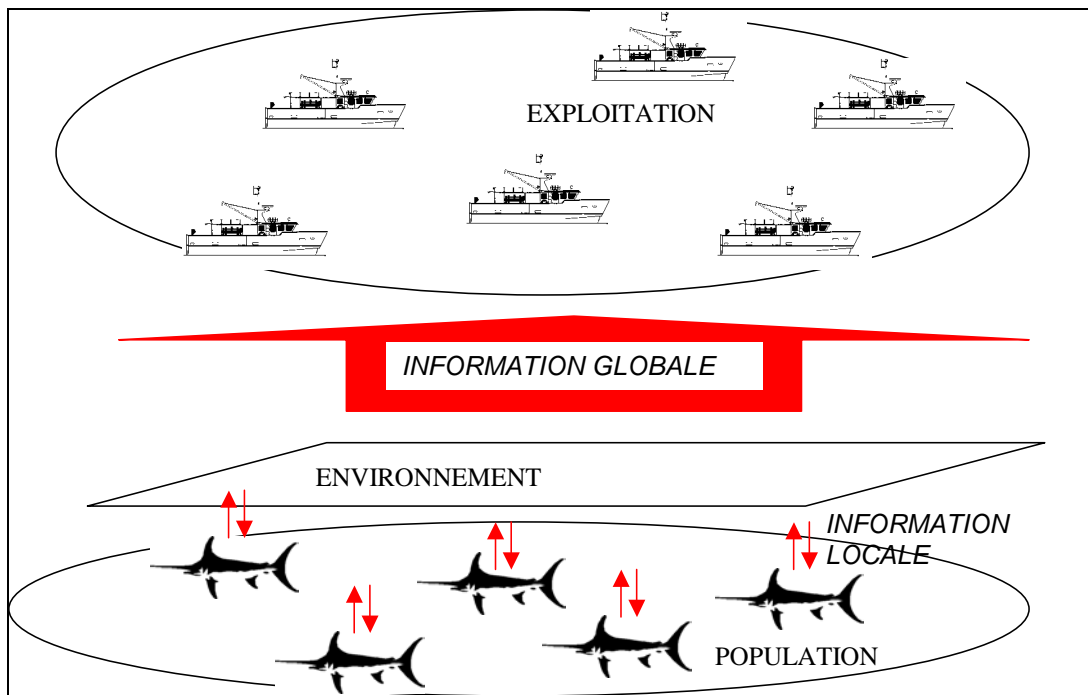 EXPLOITATION
INFORMATION GLOBALE
ENVIRONNEMENT
INFORMATION
LOCALE
POPULATION